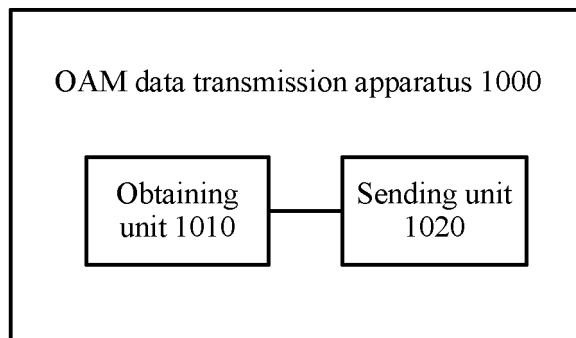 OAM data transmission apparatus 1000
Obtaining
unit 1010
Sending unit
1020